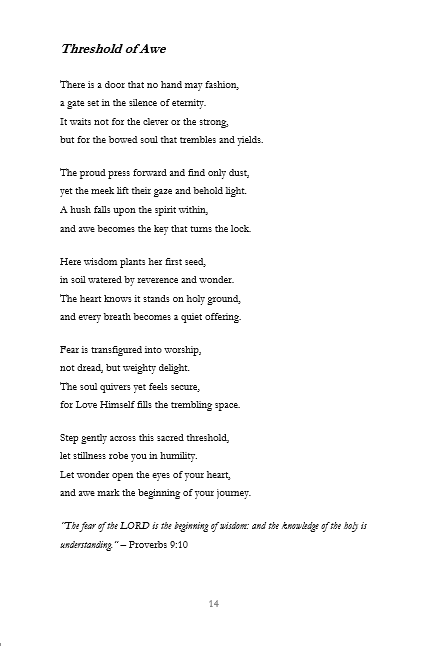 Threshold of Awe
There is a door that no hand may fashion,
a gate set in the silence of eternity.
It waits not for the clever or the strong,
but for the bowed soul that trembles and yields.
The proud press forward and find only dust,
yet the meek lift their gaze and behold light.
A hush falls upon the spirit within,
and awe becomes the key that turns the lock.
Here wisdom plants her first seed,
in soil watered by reverence and wonder.
The heart knows it stands on holy ground,
and every breath becomes a quiet offering.
Fear is transfigured into worship,
not dread, but weighty delight.
The soul quivers yet feels secure,
for Love Himself fills the trembling space.
Step gently across this sacred threshold,
let stillness robe you in humility.
Let wonder open the eyes of your heart,
and awe mark the beginning of your journey.
"The fear of the LORD is the beginning of wisdom: and the knowledge of the holy is
understanding." – Proverbs 9:10
14